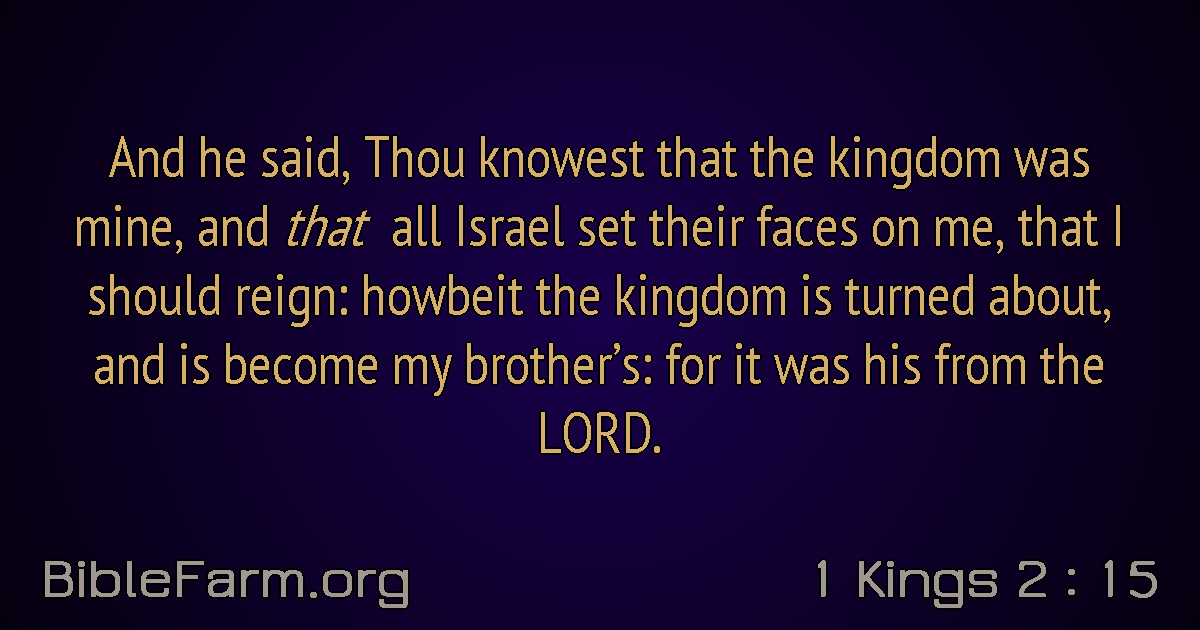 And he said, Thou knowest that the kingdom was
mine, and that all Israel set their faces on me, that I
should reign: howbeit the kingdom is turned about,
and is become my brother’s: for it was his from the
LORD.
BibleFarm.org
1 Kings 2 : 15